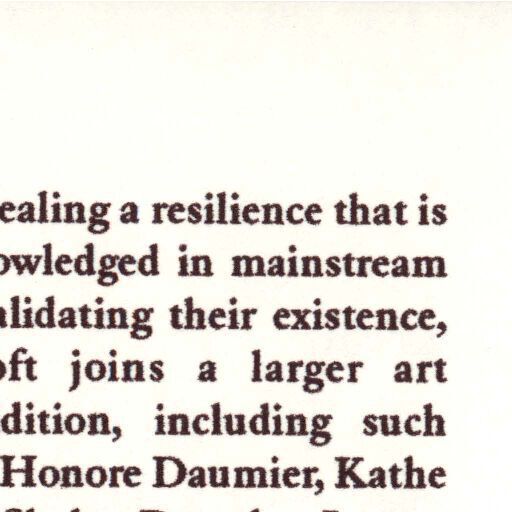 ealing a resilience that is
owledged in mainstream
alidating their existence,
oft joins a larger art
dition, including such
Honore Daumier, Kathe